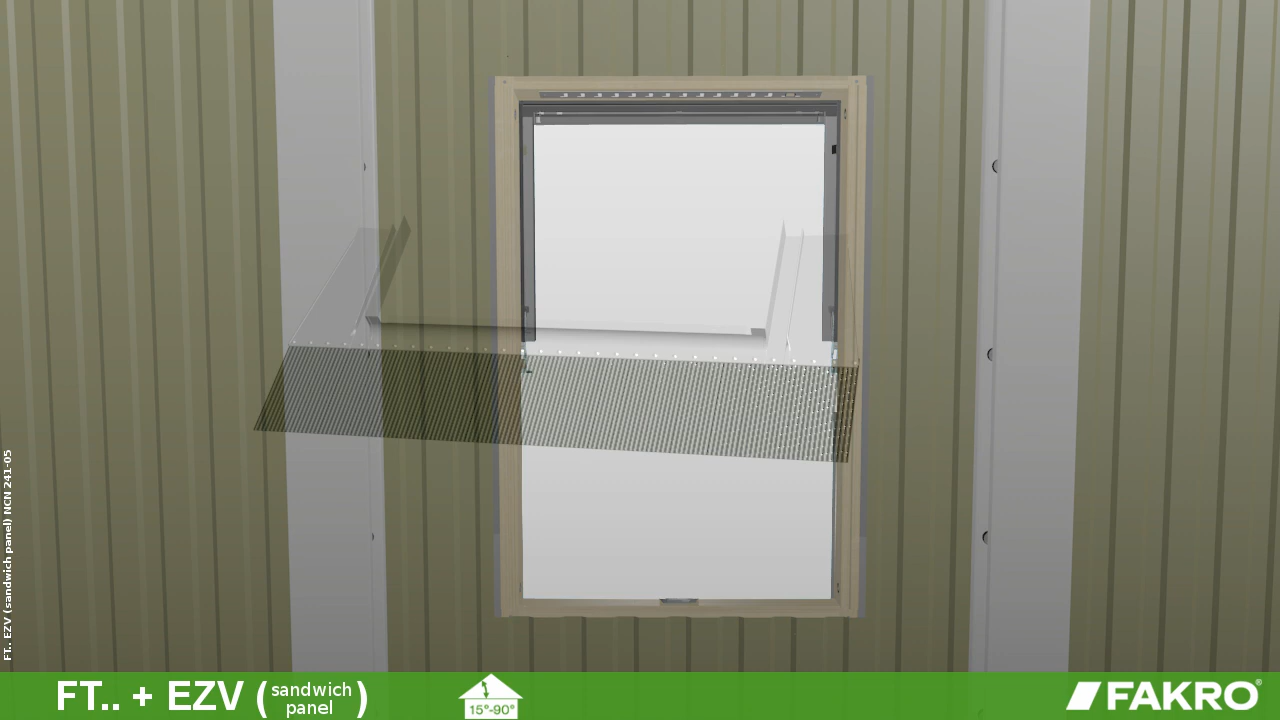 FT.. EZV (sandwich panel) NCN 241-05
FT.. + EZV (sandwich panel)
15°-90°
FAKRO®